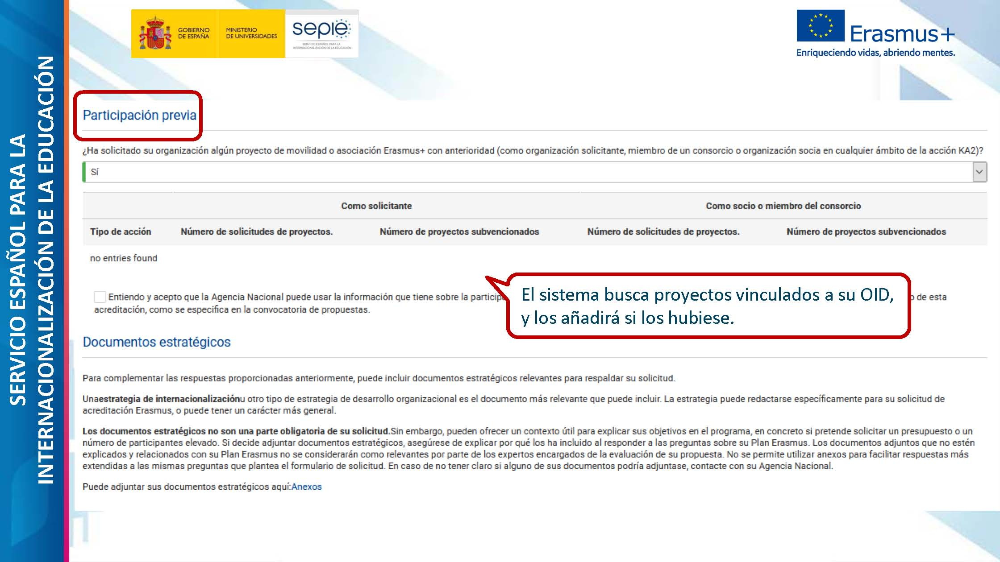 SERVICIO ESPAÑOL PARA LA
INTERNACIONALIZACIÓN DE LA EDUCACIÓN
GOBIERNO
DE ESPAÑA
MINISTERIO
DE UNIVERSIDADES
sepie
SERVICIO ESPAÑOL PARA LA
INTERNACIONALIZACIÓN DE LA EDUCACIÓN
Erasmus+
Enriqueciendo vidas, abriendo mentes.
Participación previa
¿Ha solicitado su organización algún proyecto de movilidad o asociación Erasmus+ con anterioridad (como organización solicitante, miembro de un consorcio o organización socia en cualquier ámbito de la acción KA2)?
Sí
Como solicitante Como socio o miembro del consorcio
Tipo de acción Número de solicitudes de proyectos. Número de proyectos subvencionados Número de solicitudes de proyectos. Número de proyectos subvencionados
no entries found
El sistema busca proyectos vinculados a su OID,
y los añadirá si los hubiese.
Entiendo y acepto que la Agencia Nacional puede usar la información que tiene sobre la de esta
acreditación, como se especifica en la convocatoria de propuestas.
Documentos estratégicos
Para complementar las respuestas proporcionadas anteriormente, puede incluir documentos estratégicos relevantes para respaldar su solicitud.
Unaestrategia de internacionalizaciónu otro tipo de estrategia de desarrollo organizacional es el documento más relevante que puede incluir. La estrategia puede redactarse específicamente para su solicitud de
acreditación Erasmus, o puede tener un carácter más general.
Los documentos estratégicos no son una parte obligatoria de su solicitud.Sin embargo, pueden ofrecer un contexto útil para explicar sus objetivos en el programa, en concreto si pretende solicitar un presupuesto o un
número de participantes elevado. Si decide adjuntar documentos estratégicos, asegúrese de explicar por qué los ha incluido al responder a las preguntas sobre su Plan Erasmus. Los documentos adjuntos que no estén
explicados y relacionados con su Plan Erasmus no se considerarán como relevantes por parte de los expertos encargados de la evaluación de su propuesta. No se permite utilizar anexos para facilitar respuestas más
extendidas a las mismas preguntas que plantea el formulario de solicitud. En caso de no tener claro si alguno de sus documentos podría adjuntase, contacte con su Agencia Nacional.
Puede adjuntar sus documentos estratégicos aquí:Anexos